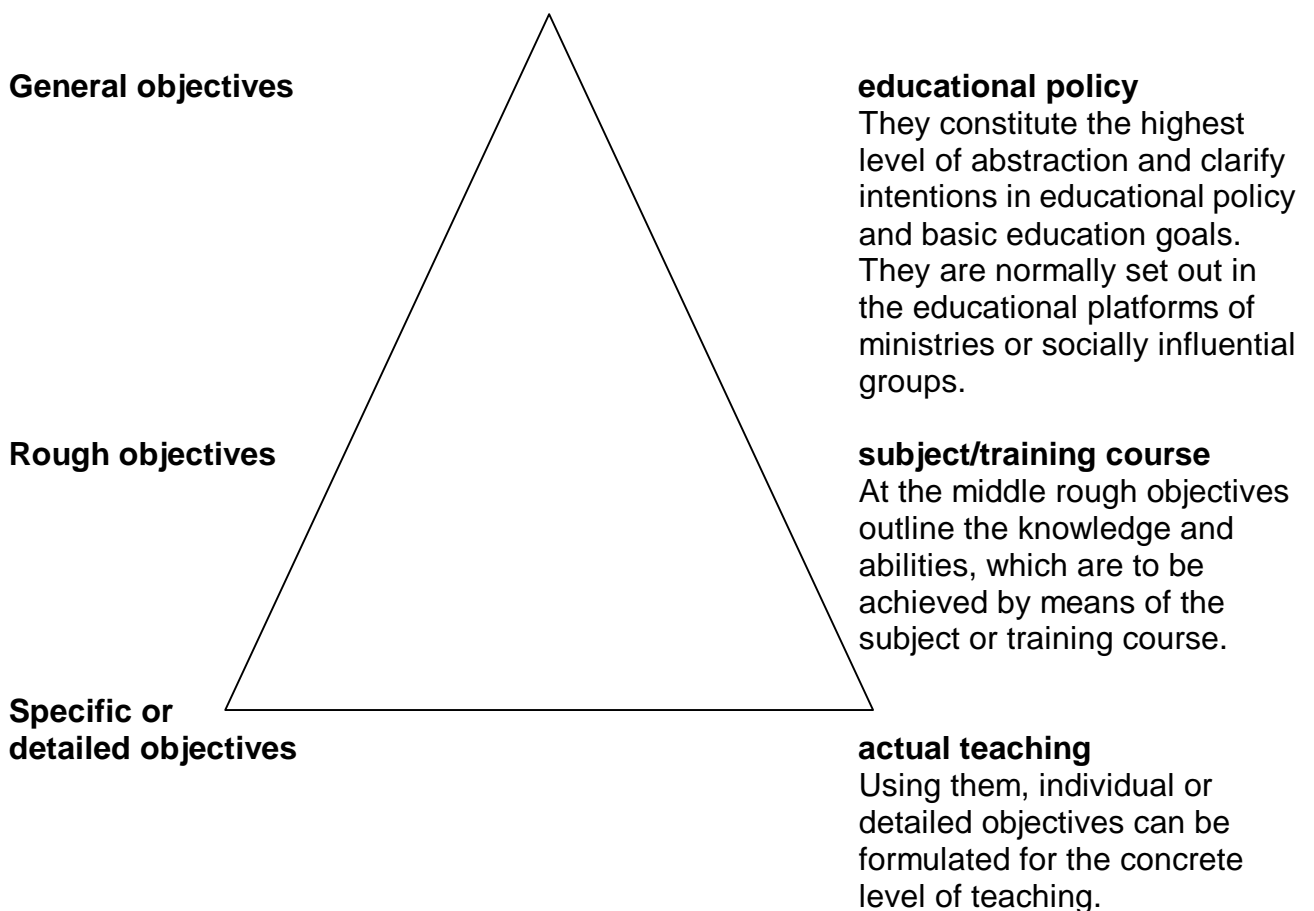 General objectives
educational policy
They constitute the highest
level of abstraction and clarify
intentions in educational policy
and basic education goals.
They are normally set out in
the educational platforms of
ministries or socially influential
groups.
Rough objectives
subject/training course
At the middle rough objectives
outline the knowledge and
abilities, which are to be
achieved by means of the
subject or training course.
Specific or
detailed objectives
actual teaching
Using them, individual or
detailed objectives can be
formulated for the concrete
level of teaching.